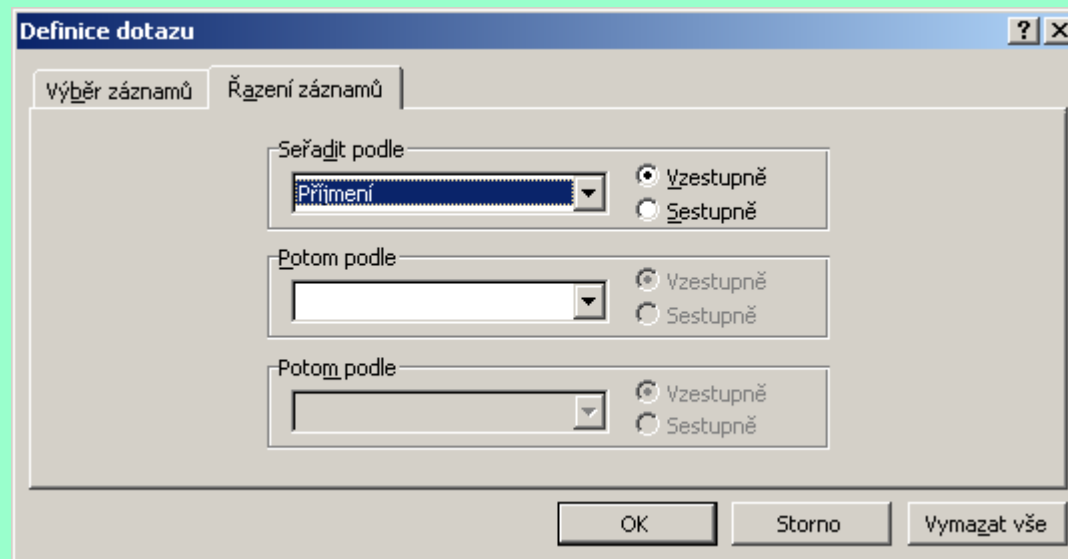 Definice dotazu
Výběr záznamů Řazení záznamů
Seřadit podle
Příjmení
Vzestupně
Sestupně
Potom podle
Vzestupně
Sestupně
Potom podle
Vzestupně
Sestupně
OK Storno Vymazat vše